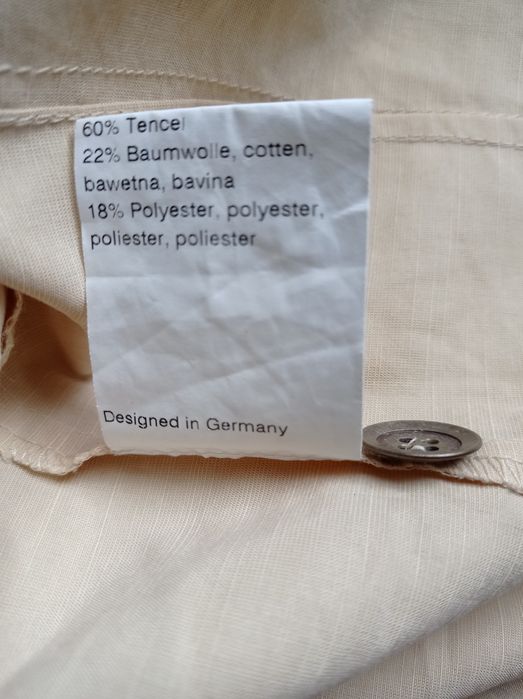 60% Tencel
22% Baumwolle, cotten,
bawetna, bavina
18% Polyester, polyester,
poliester, poliester
Designed in Germany